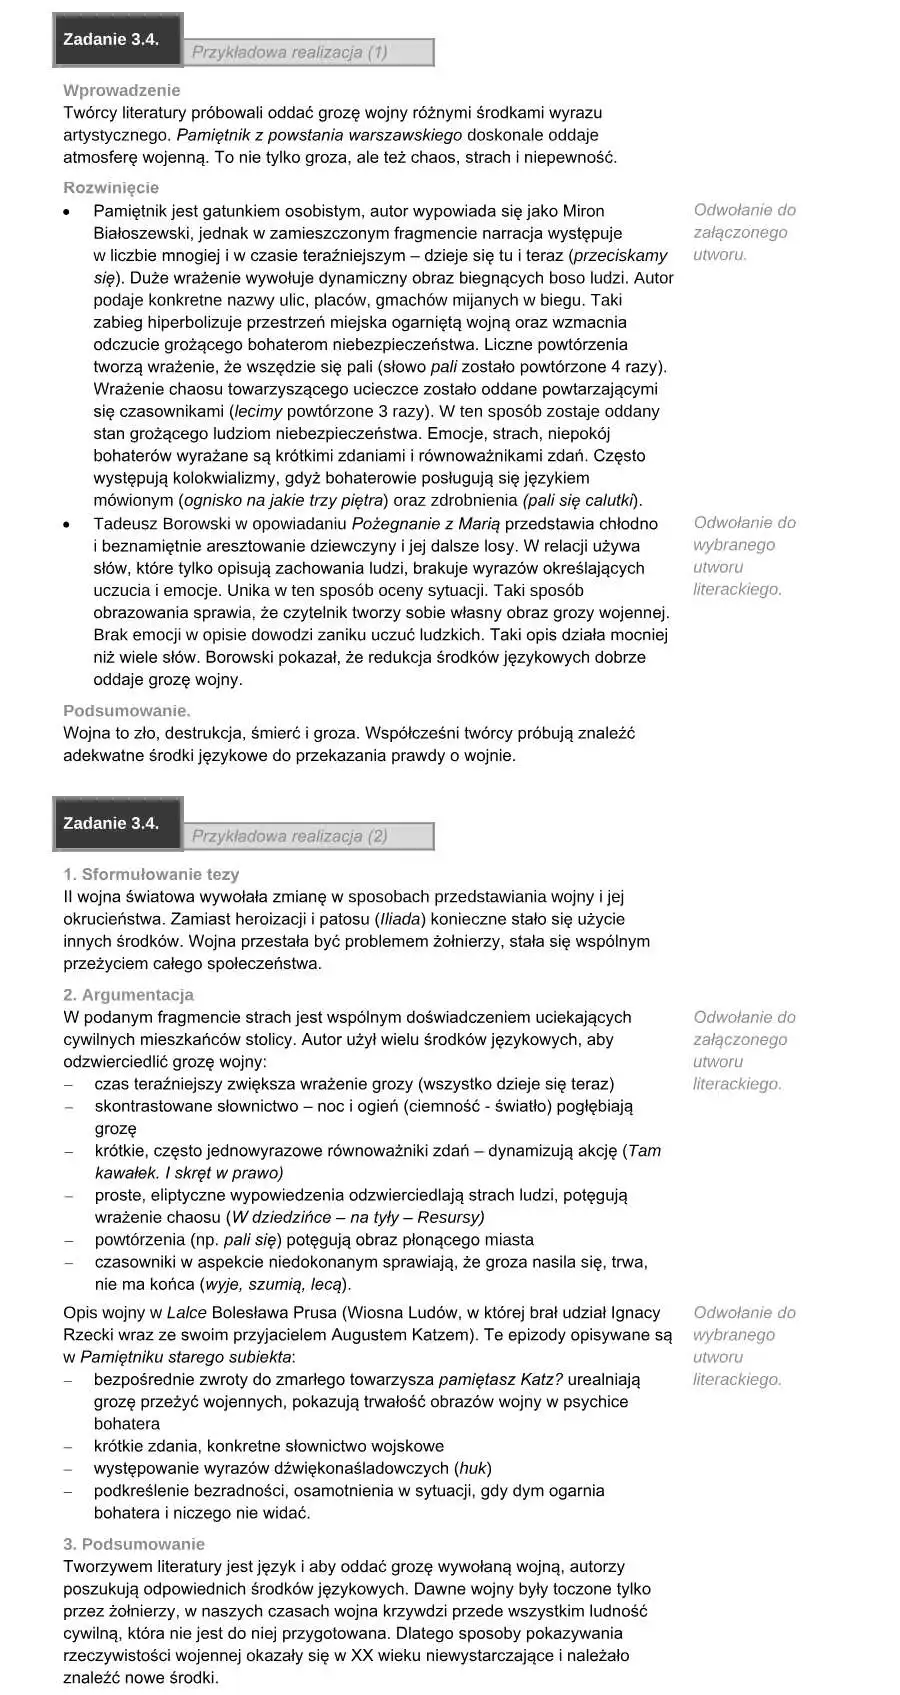 Zadanie 3.4.
Przykładowa realizacja (1)
Wprowadzenie
Twórcy literatury próbowali oddać grozę wojny różnymi środkami wyrazu
artystycznego. Pamiętnik z powstania warszawskiego doskonale oddaje
atmosferę wojenną. To nie tylko groza, ale też chaos, strach i niepewność.
Rozwinięcie
• Pamiętnik jest gatunkiem osobistym, autor wypowiada się jako Miron
Białoszewski, jednak w zamieszczonym fragmencie narracja występuje
w liczbie mnogiej i w czasie teraźniejszym – dzieje się tu i teraz (przeciskamy
się). Duże wrażenie wywołuje dynamiczny obraz biegnących boso ludzi. Autor
podaje konkretne nazwy ulic, placów, gmachów mijanych w biegu. Taki
zabieg hiperbolizuje przestrzeń miejska ogarniętą wojną oraz wzmacnia
odczucie grożącego bohaterom niebezpieczeństwa. Liczne powtórzenia
tworzą wrażenie, że wszędzie się pali (słowo pali zostało powtórzone 4 razy).
Wrażenie chaosu towarzyszącego ucieczce zostało oddane powtarzającymi
się czasownikami (lecimy powtórzone 3 razy). W ten sposób zostaje oddany
stan grożącego ludziom niebezpieczeństwa. Emocje, strach, niepokój
bohaterów wyrażane są krótkimi zdaniami i równoważnikami zdań. Często
występują kolokwializmy, gdyż bohaterowie posługują się językiem
mówionym (ognisko na jakie trzy piętra) oraz zdrobnienia (pali się calutki).
Odwołanie do
załączonego
utworu.
• Tadeusz Borowski w opowiadaniu Pożegnanie z Marią przedstawia chłodno
i beznamiętnie aresztowanie dziewczyny i jej dalsze losy. W relacji używa
słów, które tylko opisują zachowania ludzi, brakuje wyrazów określających
uczucia i emocje. Unika w ten sposób oceny sytuacji. Taki sposób
obrazowania sprawia, że czytelnik tworzy sobie własny obraz grozy wojennej.
Brak emocji w opisie dowodzi zaniku uczuć ludzkich. Taki opis działa mocniej
niż wiele słów. Borowski pokazał, że redukcja środków językowych dobrze
oddaje grozę wojny.
Odwołanie do
wybranego
utworu
literackiego.
Podsumowanie.
Wojna to zło, destrukcja, śmierć i groza. Współcześni twórcy próbują znaleźć
adekwatne środki językowe do przekazania prawdy o wojnie.
Zadanie 3.4.
Przykładowa realizacja (2)
1. Sformułowanie tezy
II wojna światowa wywołała zmianę w sposobach przedstawiania wojny i jej
okrucieństwa. Zamiast heroizacji i patosu (Iliada) konieczne stało się użycie
innych środków. Wojna przestała być problemem żołnierzy, stała się wspólnym
przeżyciem całego społeczeństwa.
2. Argumentacja
W podanym fragmencie strach jest wspólnym doświadczeniem uciekających
cywilnych mieszkańców stolicy. Autor użył wielu środków językowych, aby
odzwierciedlić grozę wojny:
– czas teraźniejszy zwiększa wrażenie grozy (wszystko dzieje się teraz)
– skontrastowane słownictwo – noc i ogień (ciemność - światło) pogłębiają
grozę
– krótkie, często jednowyrazowe równoważniki zdań – dynamizują akcję (Tam
kawałek. I skręt w prawo)
– proste, eliptyczne wypowiedzenia odzwierciedlają strach ludzi, potęgują
wrażenie chaosu (W dziedzińce – na tyły – Resursy)
– powtórzenia (np. pali się) potęgują obraz płonącego miasta
– czasowniki w aspekcie niedokonanym sprawiają, że groza nasila się, trwa,
nie ma końca (wyje, szumią, lecą).
Odwołanie do
załączonego
utworu
literackiego.
Opis wojny w Lalce Bolesława Prusa (Wiosna Ludów, w której brał udział Ignacy
Rzecki wraz ze swoim przyjacielem Augustem Katzem). Te epizody opisywane są
w Pamiętniku starego subiekta:
– bezpośrednie zwroty do zmarłego towarzysza pamiętasz Katz? urealniają
grozę przeżyć wojennych, pokazują trwałość obrazów wojny w psychice
bohatera
– krótkie zdania, konkretne słownictwo wojskowe
– występowanie wyrazów dźwiękonaśladowczych (huk)
– podkreślenie bezradności, osamotnienia w sytuacji, gdy dym ogarnia
bohatera i niczego nie widać.
Odwołanie do
wybranego
utworu
literackiego.
3. Podsumowanie
Tworzywem literatury jest język i aby oddać grozę wywołaną wojną, autorzy
poszukują odpowiednich środków językowych. Dawne wojny były toczone tylko
przez żołnierzy, w naszych czasach wojna krzywdzi przede wszystkim ludność
cywilną, która nie jest do niej przygotowana. Dlatego sposoby pokazywania
rzeczywistości wojennej okazały się w XX wieku niewystarczające i należało
znaleźć nowe środki.